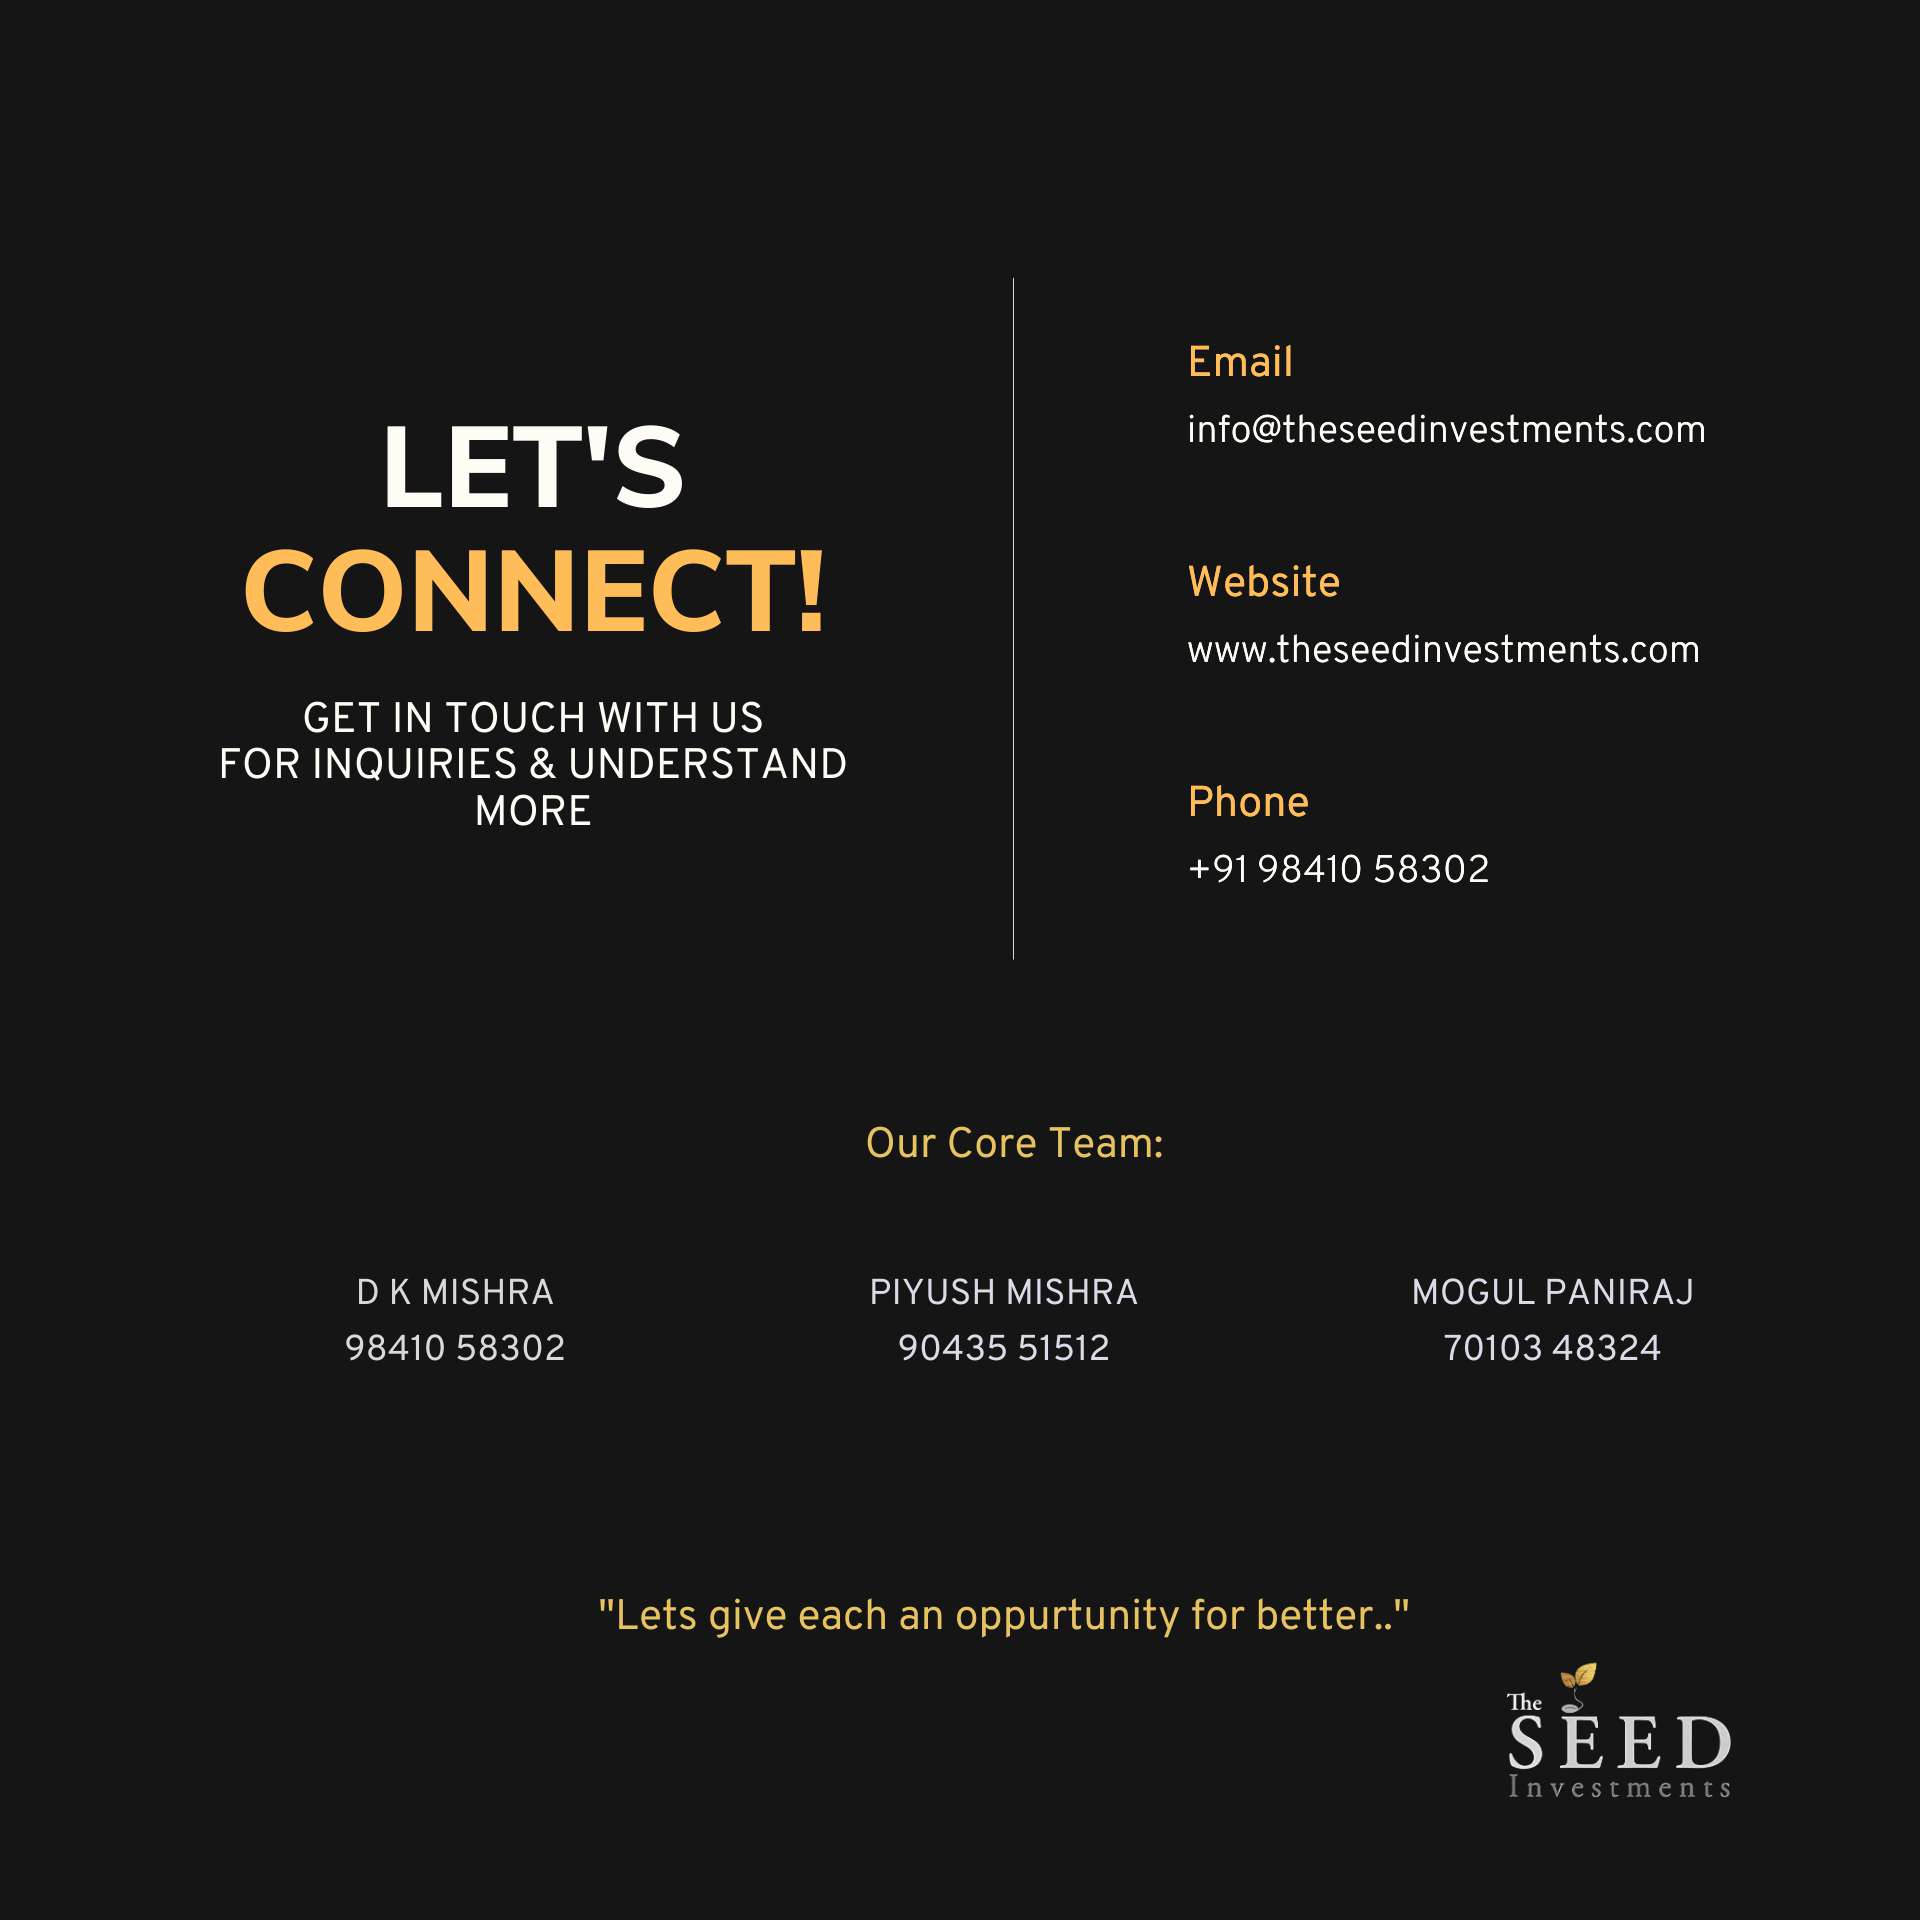 LET'S
CONNECT!
GET IN TOUCH WITH US
FOR INQUIRIES & UNDERSTAND
MORE
Email
info@theseedinvestments.com
Website
www.theseedinvestments.com
Phone
+91 98410 58302
Our Core Team:
D K MISHRA
98410 58302
PIYUSH MISHRA
90435 51512
MOGUL PANIRAJ
70103 48324
"Lets give each an oppurtunity for better.."
The
SEED
Investments